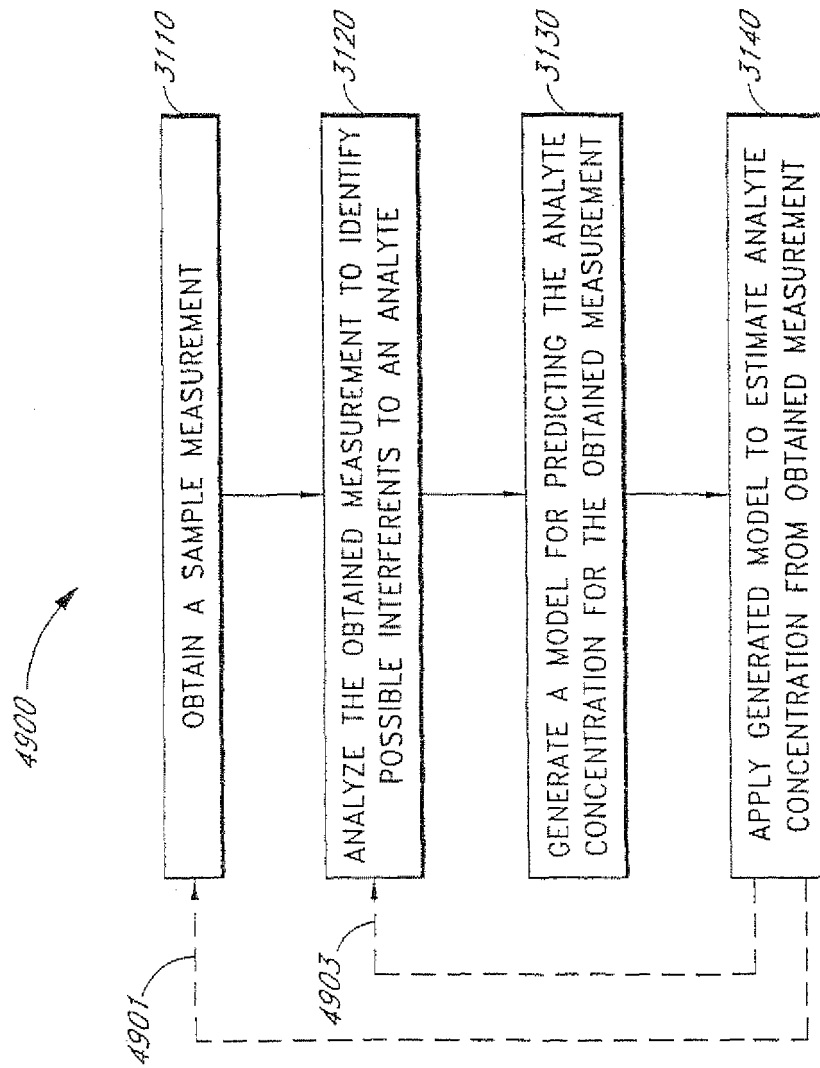 4900
3110
OBTAIN A SAMPLE MEASUREMENT
4901
3120
ANALYZE THE OBTAINED MEASUREMENT TO IDENTIFY
POSSIBLE INTERFERENTS TO AN ANALYTE
4903
3130
GENERATE A MODEL FOR PREDICTING THE ANALYTE
CONCENTRATION FOR THE OBTAINED MEASUREMENT
3140
APPLY GENERATED MODEL TO ESTIMATE ANALYTE
CONCENTRATION FROM OBTAINED MEASUREMENT